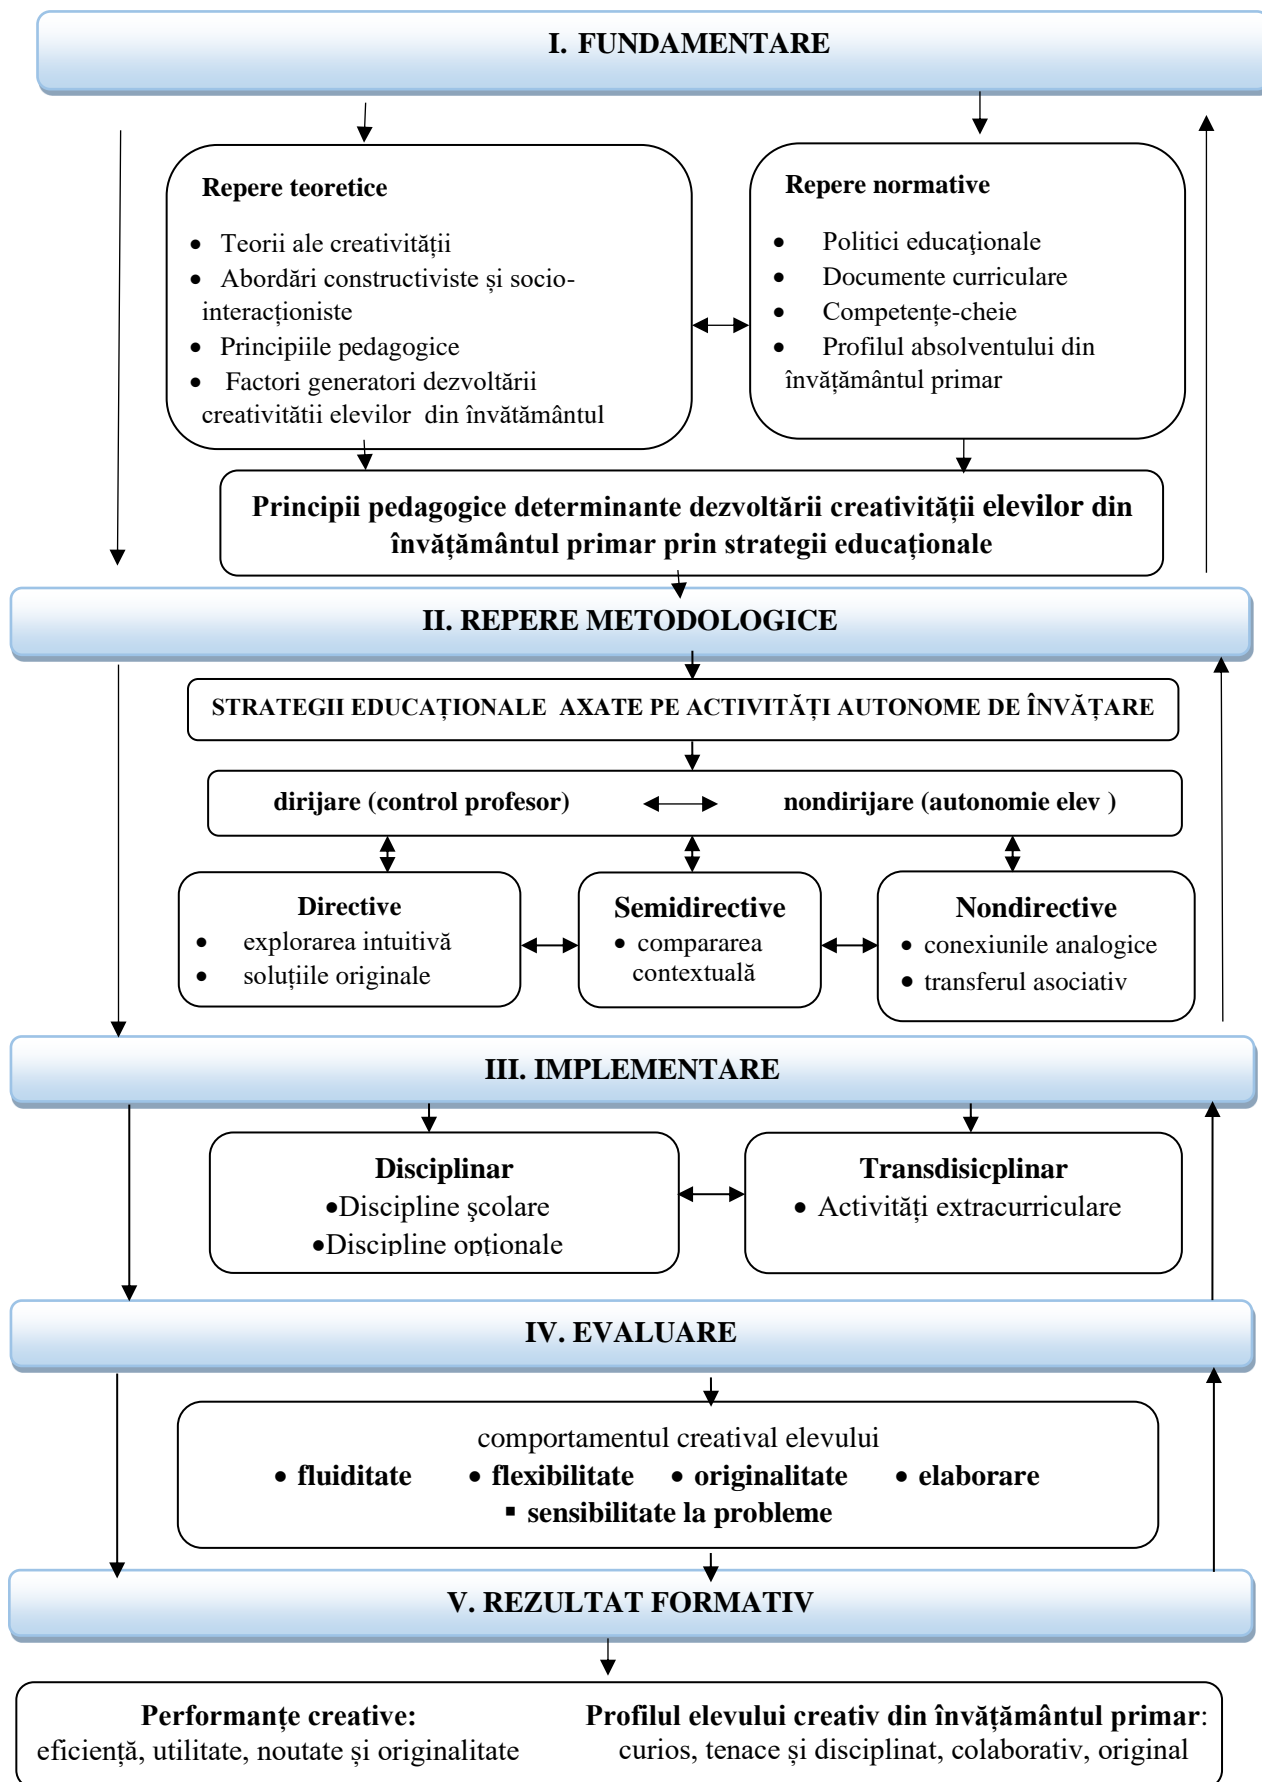 I. FUNDAMENTARE
Repere teoretice
• Teorii ale creativității
• Abordări constructiviste și socio-
interacționiste
• Principiile pedagogice
• Factori generatori dezvoltării
creativității elevilor din învățământul
Repere normative
• Politici educaţionale
• Documente curriculare
• Competențe-cheie
• Profilul absolventului din
învățământul primar
Principii pedagogice determinante dezvoltării creativității elevilor din
învățământul primar prin strategii educaționale
II. REPERE METODOLOGICE
STRATEGII EDUCAȚIONALE AXATE PE ACTIVITĂȚI AUTONOME DE ÎNVĂȚARE
dirijare (control profesor) nondirijare (autonomie elev )
Directive
• explorarea intuitivă
• soluțiile originale
Semidirective
• compararea
contextuală
Nondirective
• conexiunile analogice
• transferul asociativ
III. IMPLEMENTARE
Disciplinar
•Discipline şcolare
•Discipline opționale
Transdisicplinar
• Activități extracurriculare
IV. EVALUARE
comportamentul creatival elevului
• fluiditate • flexibilitate • originalitate • elaborare
▪ sensibilitate la probleme
V. REZULTAT FORMATIV
Performanțe creative:
eficiență, utilitate, noutate și originalitate
Profilul elevului creativ din învățământul primar:
curios, tenace și disciplinat, colaborativ, original